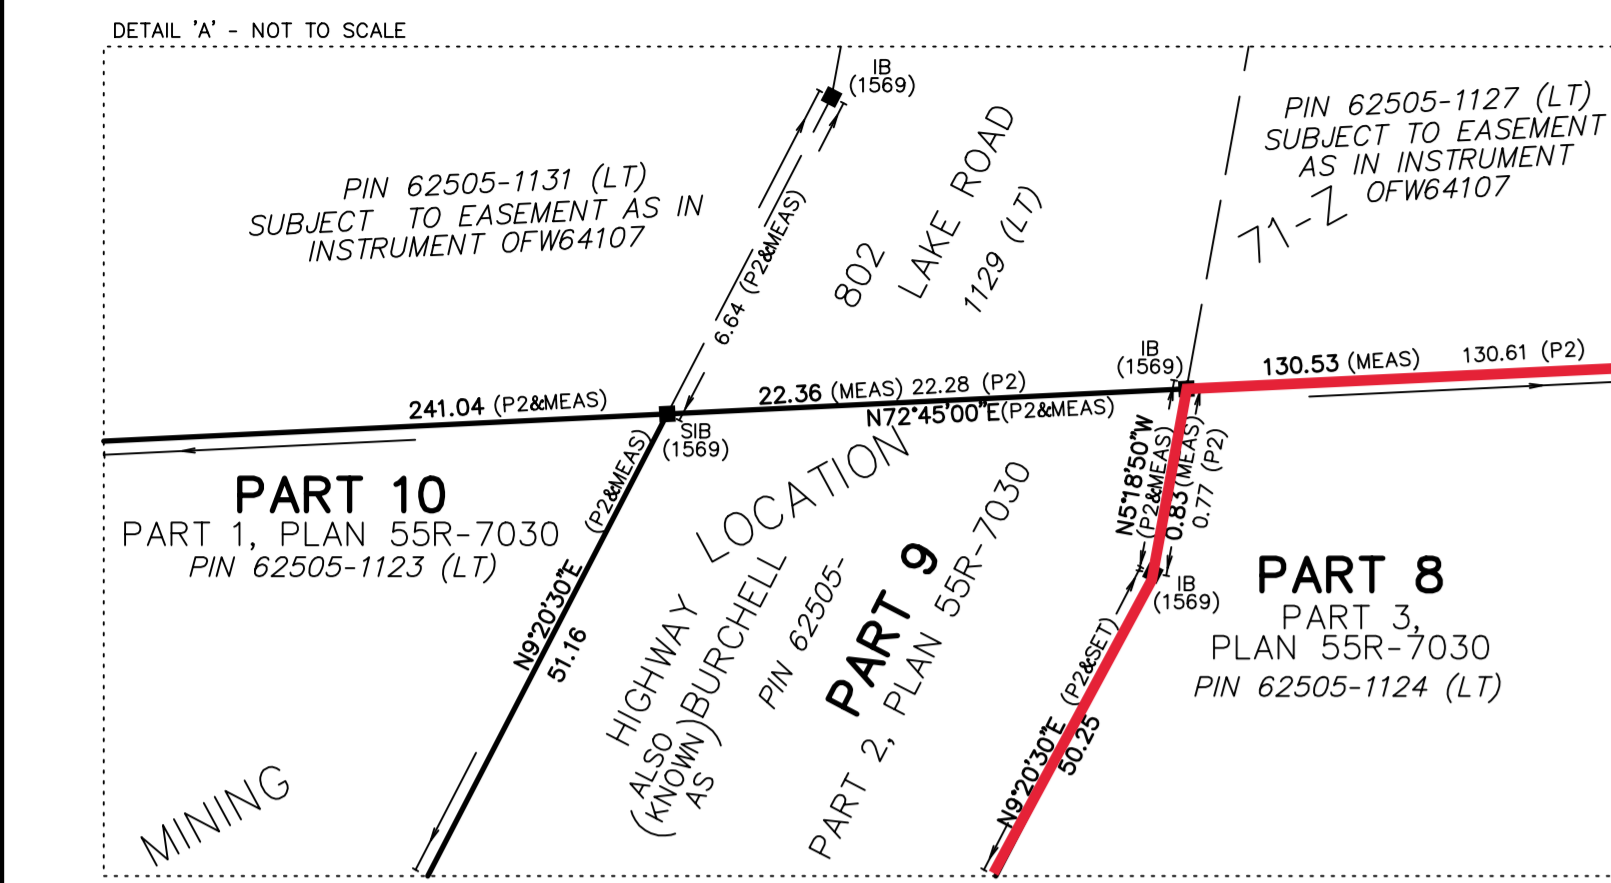 DETAIL 'A' - NOT TO SCALE
IB
(1569)
PIN 62505-1131 (LT)
SUBJECT TO EASEMENT AS IN
INSTRUMENT OFW64107
6.64 (P2&MEAS)
802
LAKE ROAD
1129 (LT)
PIN 62505-1127 (LT)
SUBJECT TO EASEMENT
AS IN INSTRUMENT
OFW64107
71-Z
IB
(1569)
130.53 (MEAS)
130.61 (P2)
241.04 (P2&MEAS)
22.36 (MEAS) 22.28 (P2)
N72°45'00"E(P2&MEAS)
SIB
(1569)
N5°18'50"W
(P2&MEAS)
0.83 (MEAS)
0.77 (P2)
PART 10
PART 1, PLAN 55R-7030
PIN 62505-1123 (LT)
N9°20'30"E (P2&MEAS)
51.16
LOCATION
HIGHWAY
(ALSO
KNOWN
AS)
BURCHELL
PIN 62505-
PART 9
PART 2, PLAN 55R-7030
IB
(1569)
PART 8
PART 3,
PLAN 55R-7030
PIN 62505-1124 (LT)
N9°20'30"E (P2&SET)
50.25
MINING